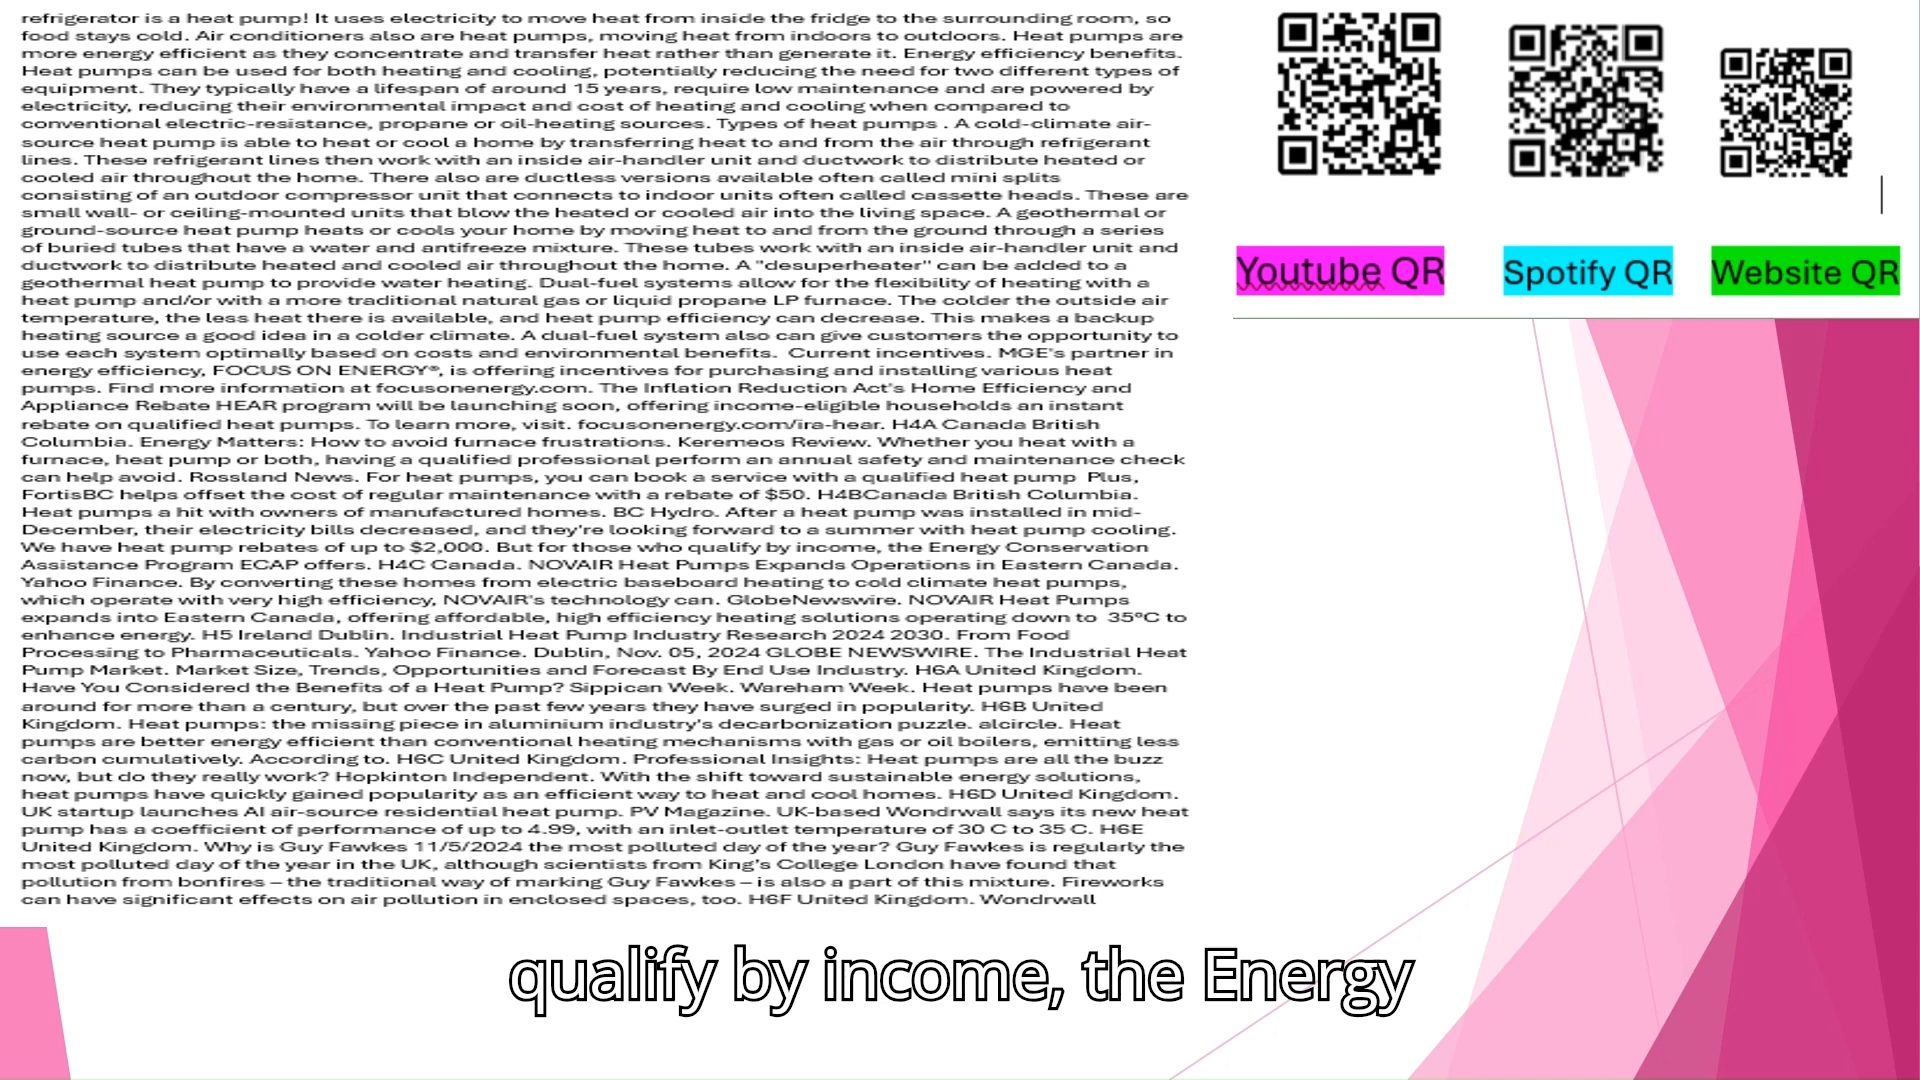 refrigerator is a heat pump! It uses electricity to move heat from inside the fridge to the surrounding room, so
food stays cold. Air conditioners also are heat pumps, moving heat from indoors to outdoors. Heat pumps are
more energy efficient as they concentrate and transfer heat rather than generate it. Energy efficiency benefits.
Heat pumps can be used for both heating and cooling, potentially reducing the need for two different types of
equipment. They typically have a lifespan of around 15 years, require low maintenance and are powered by
electricity, reducing their environmental impact and cost of heating and cooling when compared to
conventional electric-resistance, propane or oil-heating sources. Types of heat pumps . A cold-climate air-
source heat pump is able to heat or cool a home by transferring heat to and from the air through refrigerant
lines. These refrigerant lines then work with an inside air-handler unit and ductwork to distribute heated or
cooled air throughout the home. There also are ductless versions available often called mini splits
consisting of an outdoor compressor unit that connects to indoor units often called cassette heads. These are
small wall- or ceiling-mounted units that blow the heated or cooled air into the living space. A geothermal or
ground-source heat pump heats or cools your home by moving heat to and from the ground through a series
of buried tubes that have a water and antifreeze mixture. These tubes work with an inside air-handler unit and
ductwork to distribute heated and cooled air throughout the home. A "desuperheater" can be added to a
geothermal heat pump to provide water heating. Dual-fuel systems allow for the flexibility of heating with a
heat pump and/or with a more traditional natural gas or liquid propane LP furnace. The colder the outside air
temperature, the less heat there is available, and heat pump efficiency can decrease. This makes a backup
heating source a good idea in a colder climate. A dual-fuel system also can give customers the opportunity to
use each system optimally based on costs and environmental benefits.  Current incentives. MGE's partner in
energy efficiency, FOCUS ON ENERGY®, is offering incentives for purchasing and installing various heat
pumps. Find more information at focusonenergy.com. The Inflation Reduction Act's Home Efficiency and
Appliance Rebate HEAR program will be launching soon, offering income-eligible households an instant
rebate on qualified heat pumps. To learn more, visit. focusonenergy.com/ira-hear. H4A Canada British
Columbia. Energy Matters: How to avoid furnace frustrations. Keremeos Review. Whether you heat with a
furnace, heat pump or both, having a qualified professional perform an annual safety and maintenance check
can help avoid. Rossland News. For heat pumps, you can book a service with a qualified heat pump  Plus,
FortisBC helps offset the cost of regular maintenance with a rebate of $50. H4BCanada British Columbia.
Heat pumps a hit with owners of manufactured homes. BC Hydro. After a heat pump was installed in mid-
December, their electricity bills decreased, and they're looking forward to a summer with heat pump cooling.
We have heat pump rebates of up to $2,000. But for those who qualify by income, the Energy Conservation
Assistance Program ECAP offers. H4C Canada. NOVAIR Heat Pumps Expands Operations in Eastern Canada.
Yahoo Finance. By converting these homes from electric baseboard heating to cold climate heat pumps,
which operate with very high efficiency, NOVAIR's technology can. GlobeNewswire. NOVAIR Heat Pumps
expands into Eastern Canada, offering affordable, high efficiency heating solutions operating down to  35°C to
enhance energy. H5 Ireland Dublin. Industrial Heat Pump Industry Research 2024 2030. From Food
Processing to Pharmaceuticals. Yahoo Finance. Dublin, Nov. 05, 2024 GLOBE NEWSWIRE. The Industrial Heat
Pump Market. Market Size, Trends, Opportunities and Forecast By End Use Industry. H6A United Kingdom.
Have You Considered the Benefits of a Heat Pump? Sippican Week. Wareham Week. Heat pumps have been
around for more than a century, but over the past few years they have surged in popularity. H6B United
Kingdom. Heat pumps: the missing piece in aluminium industry's decarbonization puzzle. alcircle. Heat
pumps are better energy efficient than conventional heating mechanisms with gas or oil boilers, emitting less
carbon cumulatively. According to. H6C United Kingdom. Professional Insights: Heat pumps are all the buzz
now, but do they really work? Hopkinton Independent. With the shift toward sustainable energy solutions,
heat pumps have quickly gained popularity as an efficient way to heat and cool homes. H6D United Kingdom.
UK startup launches AI air-source residential heat pump. PV Magazine. UK-based Wondrwall says its new heat
pump has a coefficient of performance of up to 4.99, with an inlet-outlet temperature of 30 C to 35 C. H6E
United Kingdom. Why is Guy Fawkes 11/5/2024 the most polluted day of the year? Guy Fawkes is regularly the
most polluted day of the year in the UK, although scientists from King's College London have found that
pollution from bonfires – the traditional way of marking Guy Fawkes – is also a part of this mixture. Fireworks
can have significant effects on air pollution in enclosed spaces, too. H6F United Kingdom. Wondrwall
Youtube QR
Spotify QR
Website QR
qualify by income, the Energy